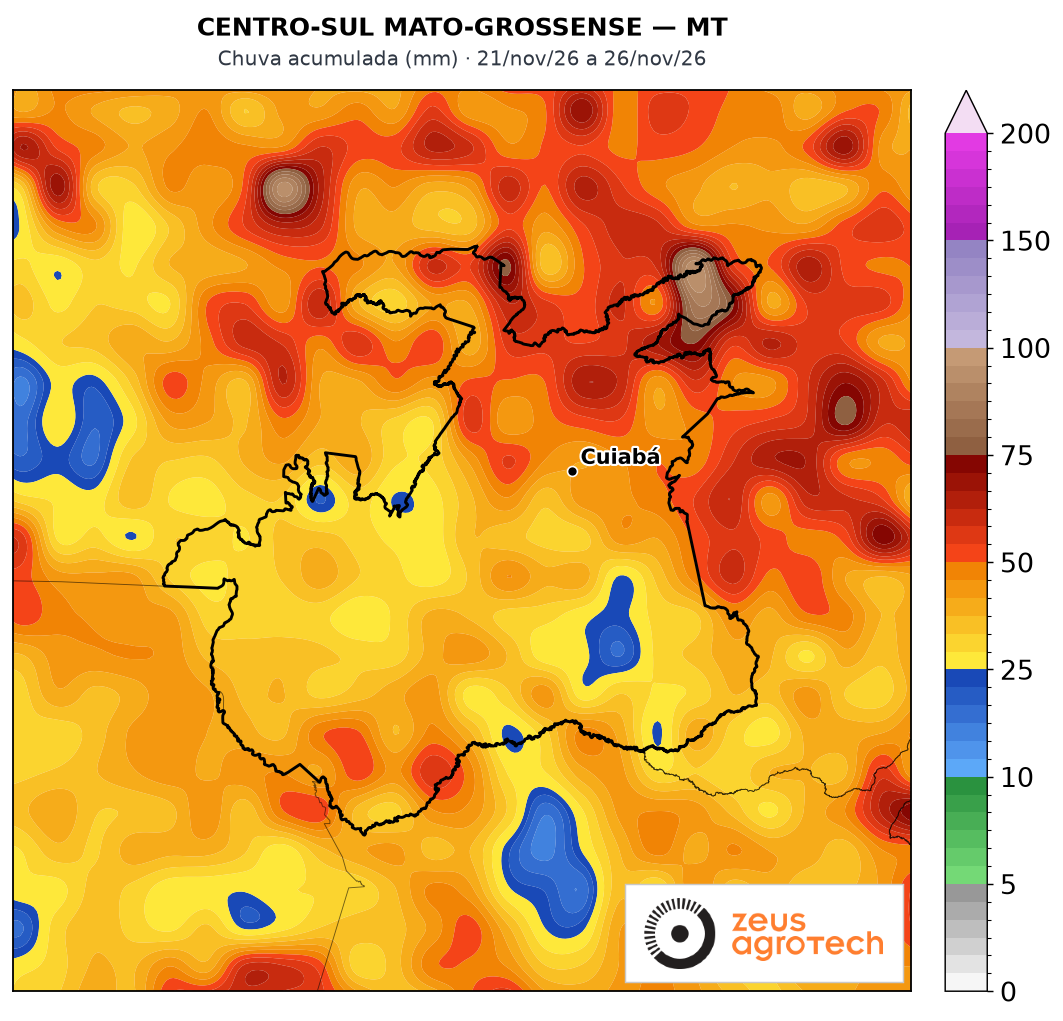 CENTRO-SUL MATO-GROSSENSE — MT
Chuva acumulada (mm) · 21/nov/26 a 26/nov/26
200
150
100
75
50
25
10
5
0
Cuiabá
zeus
agrotech